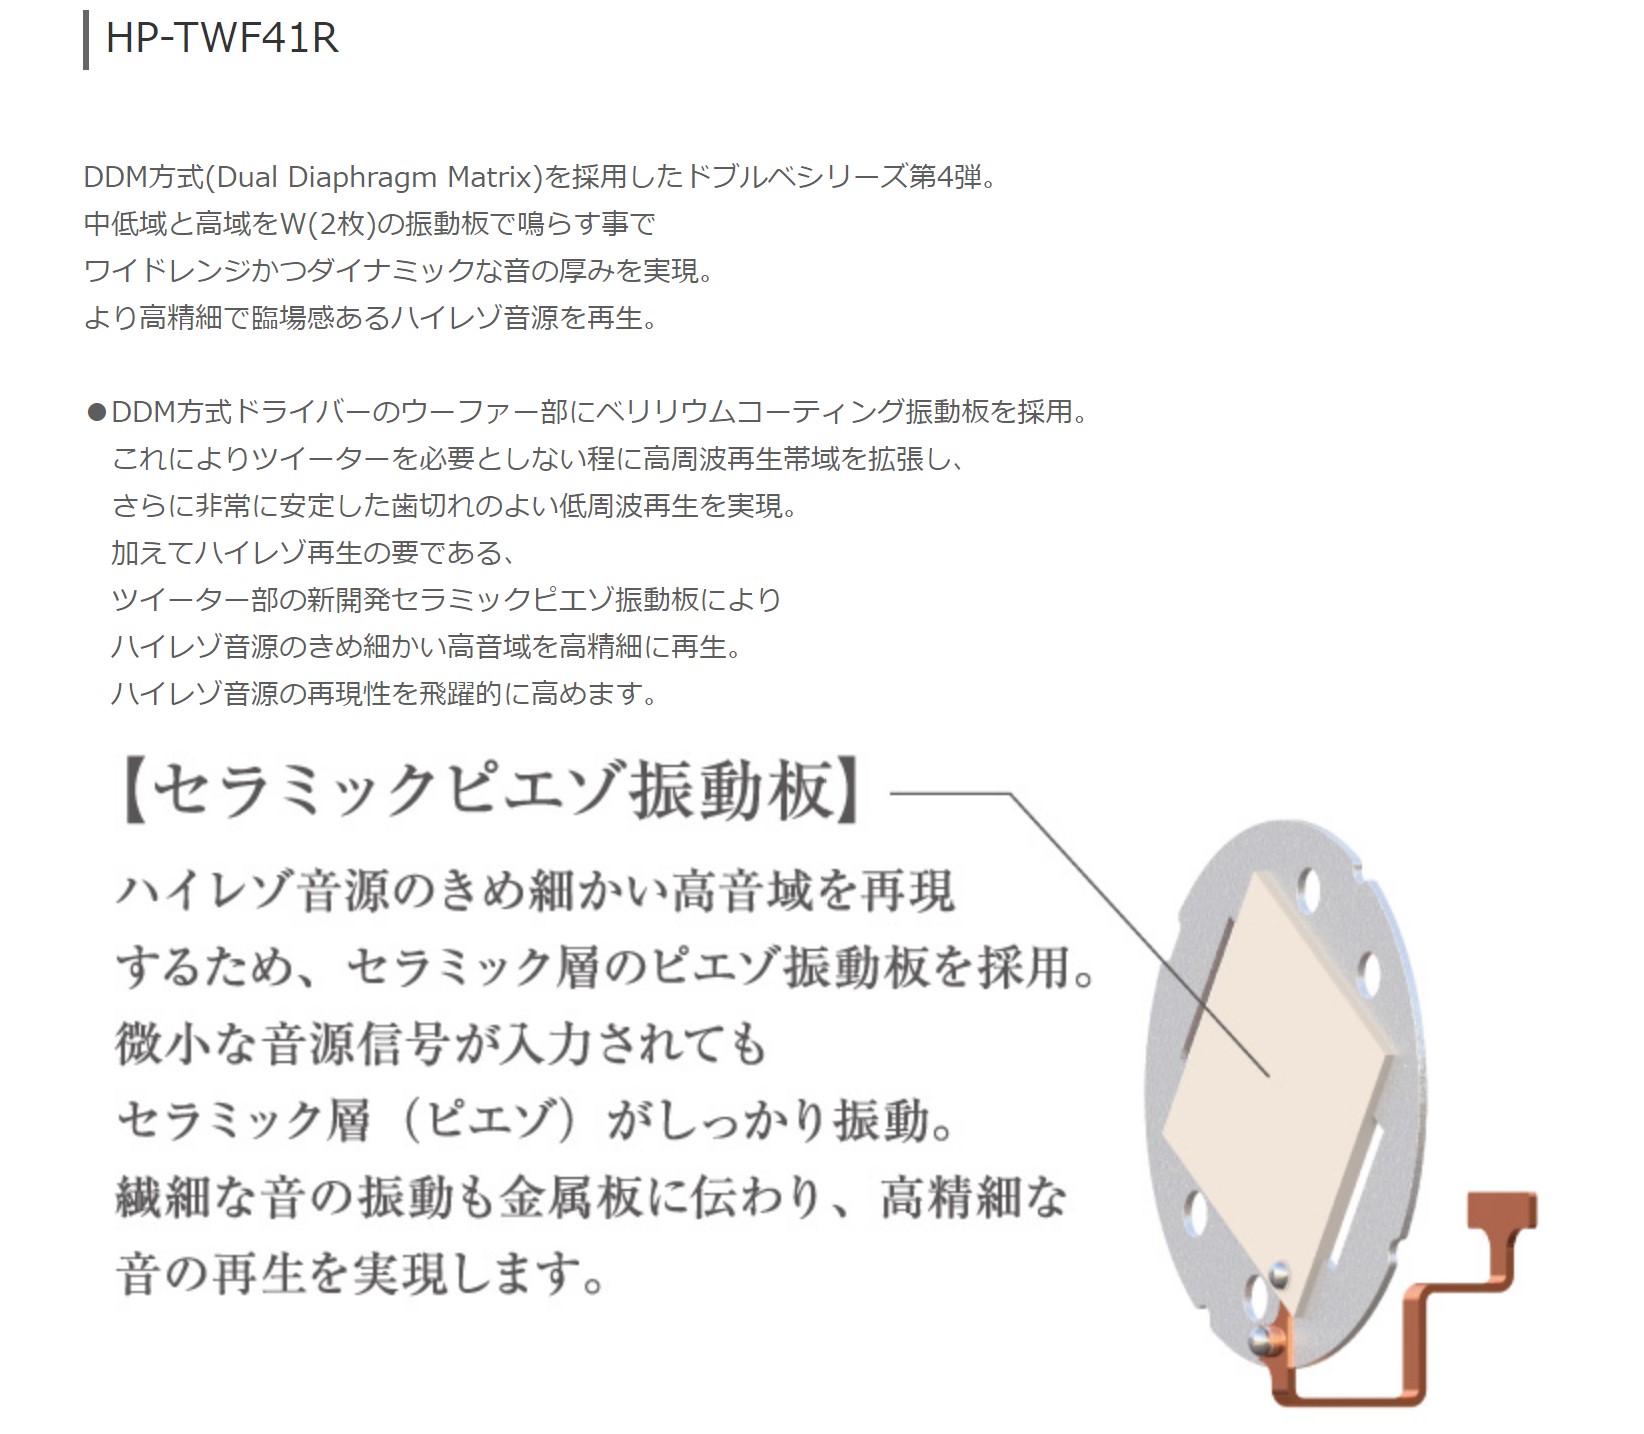 HP-TWF41R
DDM方式(Dual Diaphragm Matrix)を採用したドブルベシリーズ第4弾。
中低域と高域をW(2枚)の振動板で鳴らす事で
ワイドレンジかつダイナミックな音の厚みを実現。
より高精細で臨場感あるハイレゾ音源を再生。
●DDM方式ドライバーのウーファー部にベリリウムコーティング振動板を採用。
これによりツイーターを必要としない程に高周波再生帯域を拡張し、
さらに非常に安定した歯切れのよい低周波再生を実現。
加えてハイレゾ再生の要である、
ツイーター部の新開発セラミックピエゾ振動板により
ハイレゾ音源のきめ細かい高音域を高精細に再生。
ハイレゾ音源の再現性を飛躍的に高めます。
【セラミックピエゾ振動板】
ハイレゾ音源のきめ細かい高音域を再現
するため、セラミック層のピエゾ振動板を採用。
微小な音源信号が入力されても
セラミック層（ピエゾ）がしっかり振動。
繊細な音の振動も金属板に伝わり、高精細な
音の再生を実現します。